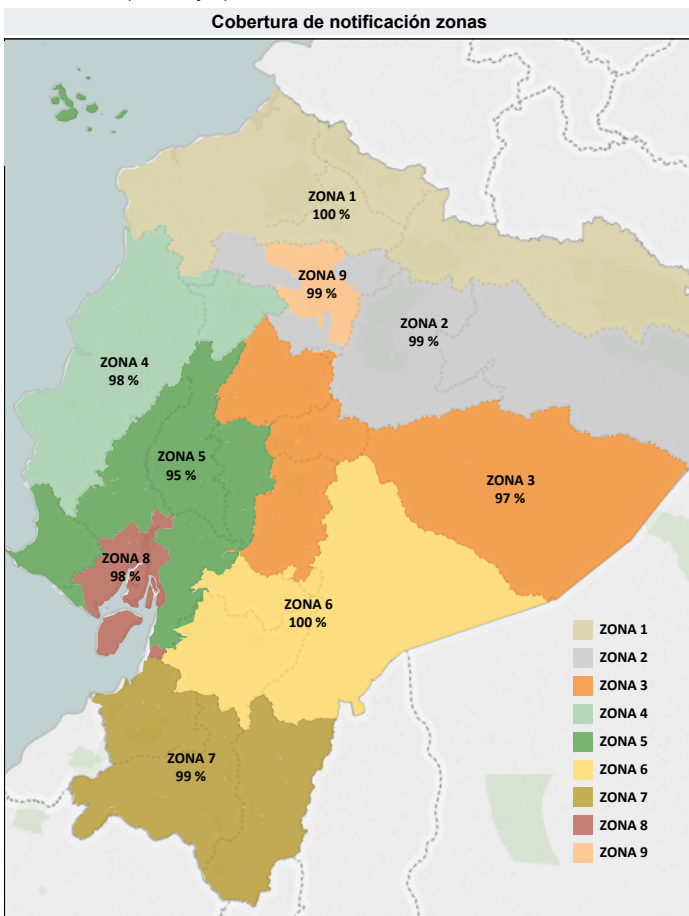 Cobertura de notificación zonas
ZONA 1
100 %
ZONA 9
99 %
ZONA 2
99 %
ZONA 4
98 %
ZONA 5
95 %
ZONA 3
97 %
ZONA 8
98 %
ZONA 6
100 %
ZONA 7
99 %
ZONA 1
ZONA 2
ZONA 3
ZONA 4
ZONA 5
ZONA 6
ZONA 7
ZONA 8
ZONA 9